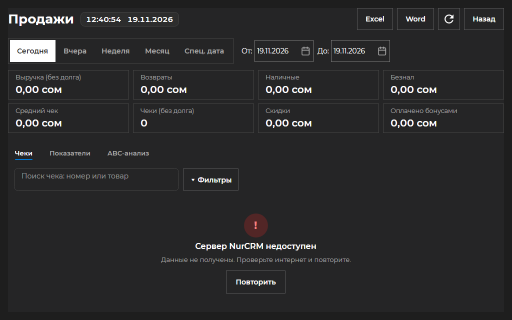 Продажи 12:40:54 19.11.2026 Excel Word Назад
Сегодня Вчера Неделя Месяц Спец. дата От: 19.11.2026 До: 19.11.2026
Выручка (без долга) Возвраты Наличные Безнал
0,00 сом 0,00 сом 0,00 сом 0,00 сом
Средний чек Чеки (без долга) Скидки Оплачено бонусами
0,00 сом 0 0,00 сом 0,00 сом
Чеки Показатели ABC-анализ
Поиск чека: номер или товар Фильтры
!
Сервер NurCRM недоступен
Данные не получены. Проверьте интернет и повторите.
Повторить